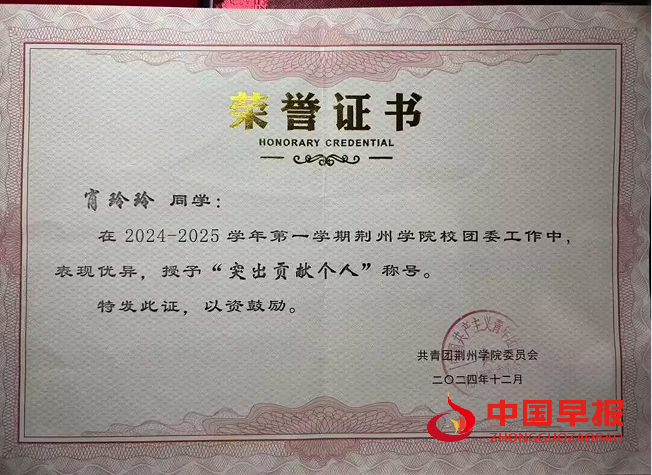 荣誉证书
HONORARY CREDENTIAL
肖玲玲 同学：
在 2024-2025 学年第一学期荆州学院校团委工作中，
表现优异，授予“突出贡献个人”称号。
特发此证，以资鼓励。
共青团荆州学院委员会
二〇二四年十二月
中国早报
ZHONGGUOZAOBAO